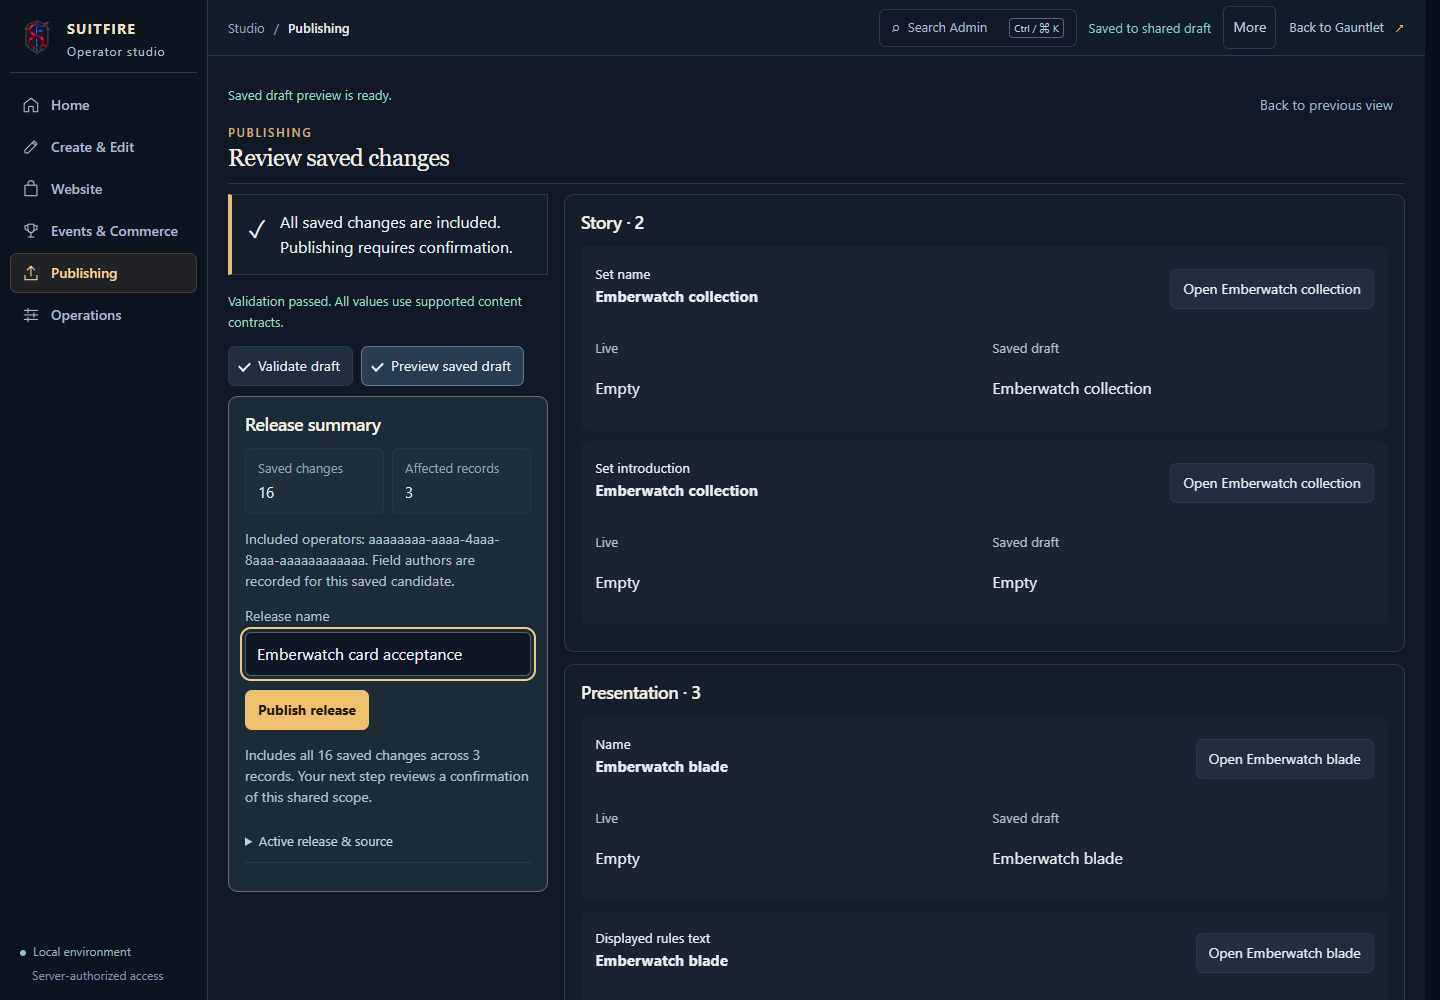 SUITFIRE
Operator studio
Home
Create & Edit
Website
Events & Commerce
Publishing
Operations
Local environment
Server-authorized access
Studio / Publishing
Search Admin
Ctrl / ⌘ K
Saved to shared draft
More
Back to Gauntlet ↗
Saved draft preview is ready.
Back to previous view
PUBLISHING
Review saved changes
✓ All saved changes are included.
Publishing requires confirmation.
Validation passed. All values use supported content
contracts.
Validate draft
Preview saved draft
Release summary
Saved changes
16
Affected records
3
Included operators: aaaaaaaa-aaaa-4aaa-
8aaa-aaaaaaaaaaaa. Field authors are
recorded for this saved candidate.
Release name
Emberwatch card acceptance
Publish release
Includes all 16 saved changes across 3
records. Your next step reviews a confirmation
of this shared scope.
Active release & source
Story · 2
Set name
Emberwatch collection
Open Emberwatch collection
Live
Empty
Saved draft
Emberwatch collection
Set introduction
Emberwatch collection
Open Emberwatch collection
Live
Empty
Saved draft
Empty
Presentation · 3
Name
Emberwatch blade
Open Emberwatch blade
Live
Empty
Saved draft
Emberwatch blade
Displayed rules text
Emberwatch blade
Open Emberwatch blade